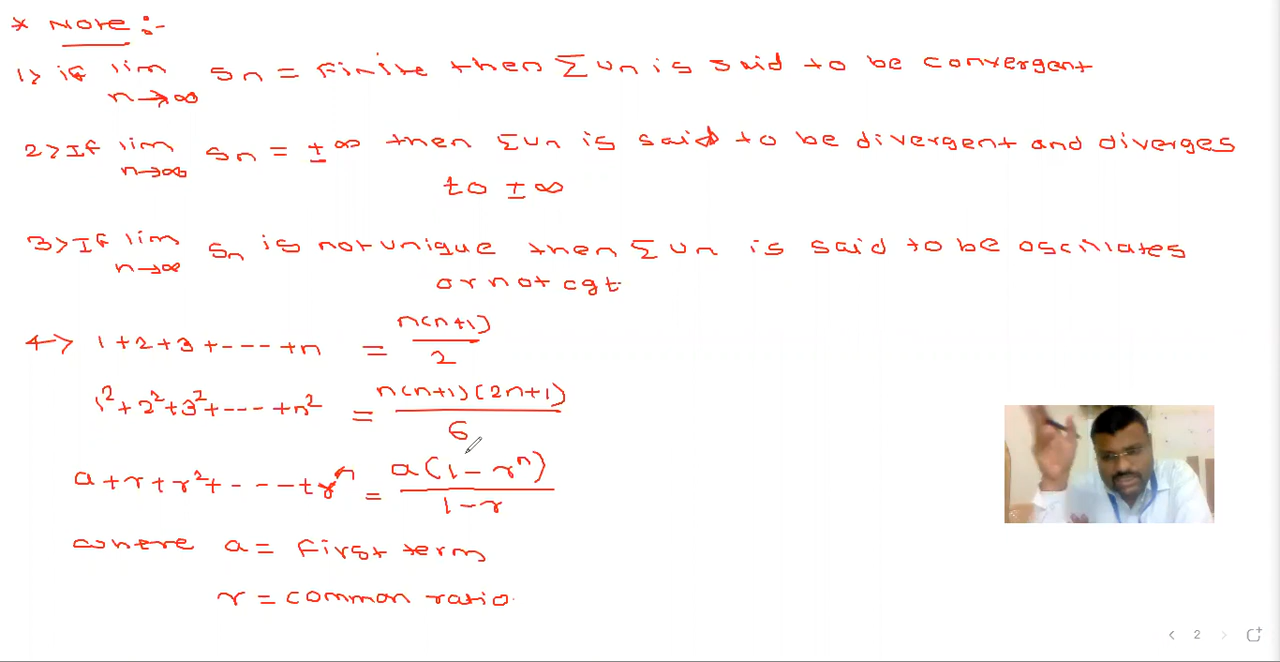 * Note :-
1> if lim n→∞ Sn = Finite then ∑un is said to be convergent
2> If lim n→∞ Sn = ±∞ then ∑un is said to be divergent and diverges
to ±∞
3> If lim n→∞ Sn is not unique then ∑un is said to be oscillates
or not cgt.
4> 1+2+3+----+n = n(n+1)/2
1²+2²+3²+----+n² = n(n+1)(2n+1)/6
a+r+r²+-----+rⁿ = a(1-rⁿ)/1-r
where a = First term
r = common ratio.
2